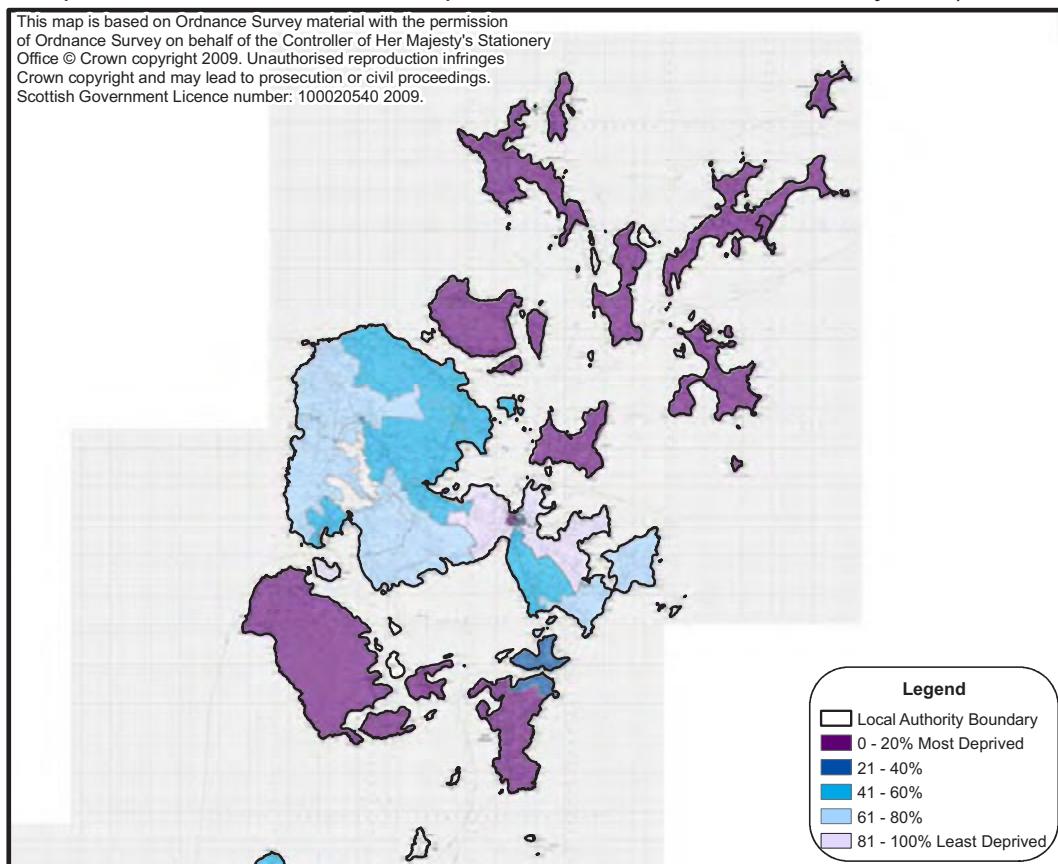 This map is based on Ordnance Survey material with the permission
of Ordnance Survey on behalf of the Controller of Her Majesty's Stationery
Office © Crown copyright 2009. Unauthorised reproduction infringes
Crown copyright and may lead to prosecution or civil proceedings.
Scottish Government Licence number: 100020540 2009.
Legend
Local Authority Boundary
0 - 20% Most Deprived
21 - 40%
41 - 60%
61 - 80%
81 - 100% Least Deprived